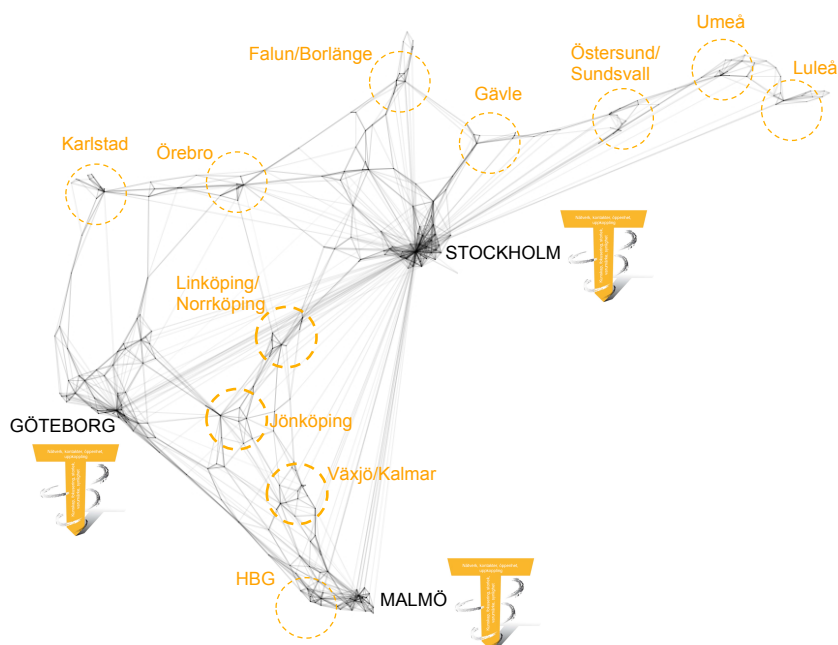 Umeå
Falun/Borlänge
Östersund/
Sundsvall
Luleå
Gävle
Karlstad
Örebro
STOCKHOLM
Linköping/
Norrköping
GÖTEBORG
Jönköping
Växjö/Kalmar
HBG
MALMÖ